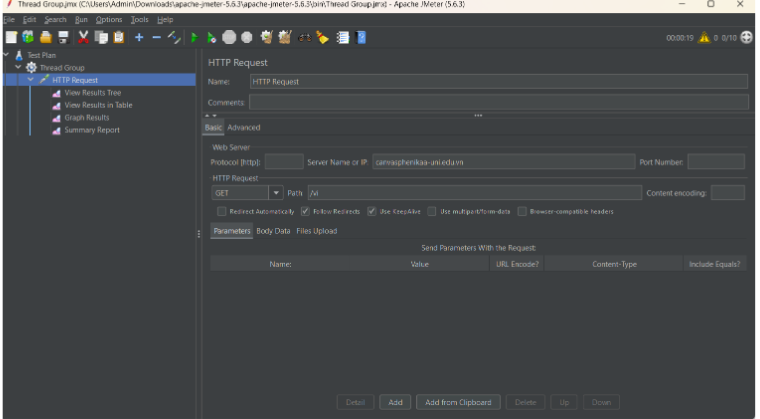 Thread Group.jmx (C:\Users\Admin\Downloads\apache-jmeter-5.6.3\apache-jmeter-5.6.3\bin\Thread Group.jmx) - Apache JMeter (5.6.3)
File Edit Search Run Options Tools Help
00:00:19 0 0/10
Test Plan
Thread Group
HTTP Request
View Results Tree
View Results in Table
Graph Results
Summary Report
HTTP Request
Name: HTTP Request
Comments:
Basic Advanced
Web Server
Protocol [http]: Server Name or IP: canvasphenikaa-uni.edu.vn Port Number:
HTTP Request
GET Path /vi Content encoding:
Redirect Automatically Follow Redirects Use KeepAlive Use multipart/form-data Browser-compatible headers
Parameters Body Data Files Upload
Send Parameters With the Request:
Name: Value URL Encode? Content-Type Include Equals?
Detail Add Add from Clipboard Delete Up Down